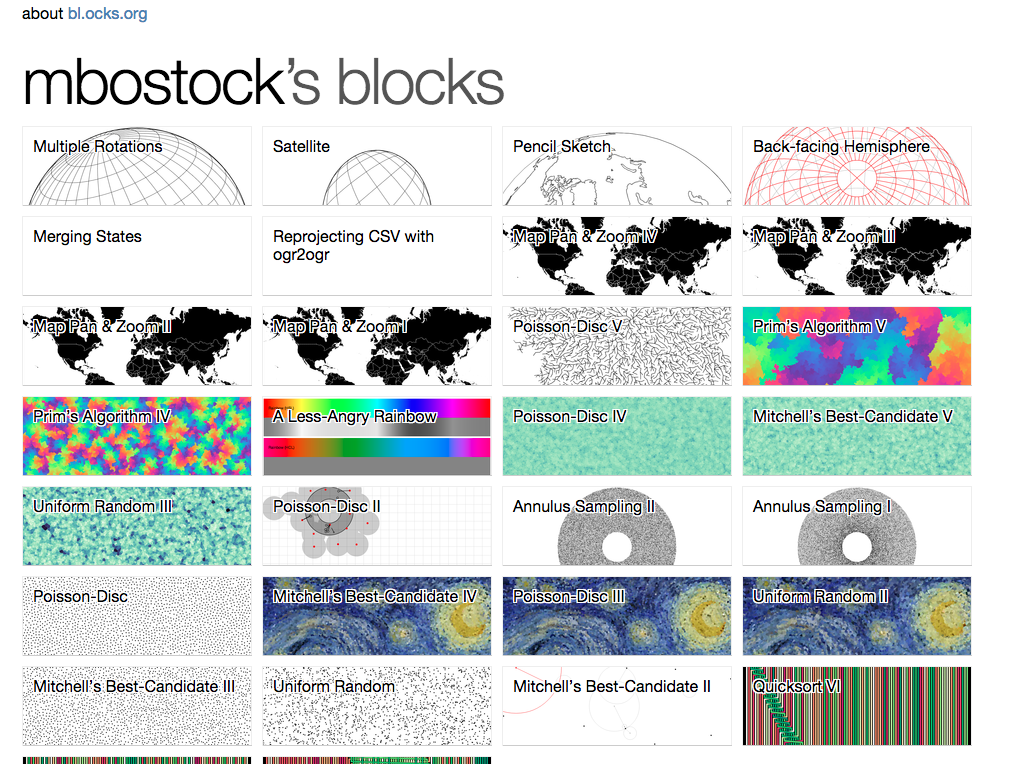 about bl.ocks.org
mbostock’s blocks
Multiple Rotations
Satellite
Pencil Sketch
Back-facing Hemisphere
Merging States
Reprojecting CSV with
ogr2ogr
Map Pan & Zoom IV
Map Pan & Zoom III
Map Pan & Zoom II
Map Pan & Zoom I
Poisson-Disc V
Prim’s Algorithm V
Prim’s Algorithm IV
A Less-Angry Rainbow
Poisson-Disc IV
Mitchell’s Best-Candidate V
Uniform Random III
Poisson-Disc II
Annulus Sampling II
Annulus Sampling I
Poisson-Disc
Mitchell’s Best-Candidate IV
Poisson-Disc III
Uniform Random II
Mitchell’s Best-Candidate III
Uniform Random
Mitchell’s Best-Candidate II
Quicksort VI